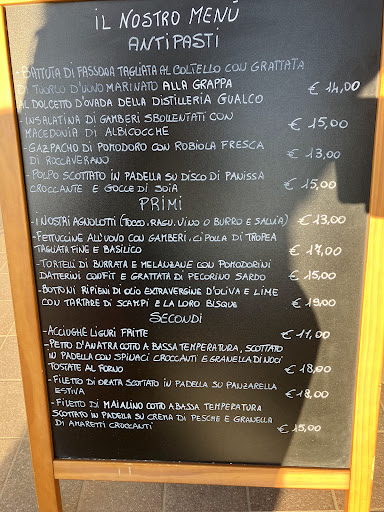 IL NOSTRO MENÚ
ANTIPASTI
- BATTUTA DI FASSONA TAGLIATA AL COLTELLO CON GRATTATA
DI TUORLO D'UOVO MARINATO ALLA GRAPPA € 14,00
AL DOLCETTO D'OVADA DELLA DISTILLERIA GUALCO
- INSALATINA DI GAMBERI SBOLLENTATI CON € 15,00
MACEDONIA DI ALBICOCCHE
- GAZPACHO DI POMODORO CON ROBIOLA FRESCA € 13,00
DI ROCCAVERANO
- POLPO SCOTTATO IN PADELLA SU DISCO DI PANISSA € 15,00
CROCCANTE E GOCCE DI SOIA
PRIMI
- I NOSTRI AGNOLOTTI (TOCCO, RAGU, VINO O BURRO E SALVIA) € 13,00
- FETTUCCINE ALL'UOVO CON GAMBERI, CIPOLLA DI TROPEA € 17,00
TAGLIATA FINE E BASILICO
- TORTELLI DI BURRATA E MELANZANE CON POMODORINI € 15,00
DATTERINI CONFIT E GRATTATA DI PECORINO SARDO
- BOTTONI RIPIENI DI OLIO EXTRAVERGINE D'OLIVA E LIME € 19,00
CON TARTARE DI SCAMPI E LA LORO BISQUE
SECONDI
- ACCIUGHE LIGURI FRITTE € 11,00
- PETTO D'ANATRA COTTO A BASSA TEMPERATURA, SCOTTATO
IN PADELLA CON SPINACI CROCCANTI E GRANELLA DI NOCI € 18,00
TOSTATE AL FORNO
- FILETTO DI ORATA SCOTTATO IN PADELLA SU PANZANELLA € 18,00
ESTIVA
- FILETTO DI MAIALINO COTTO A BASSA TEMPERATURA
SCOTTATO IN PADELLA SU CREMA DI PESCHE E GRANELLA € 15,00
DI AMARETTI CROCCANTI